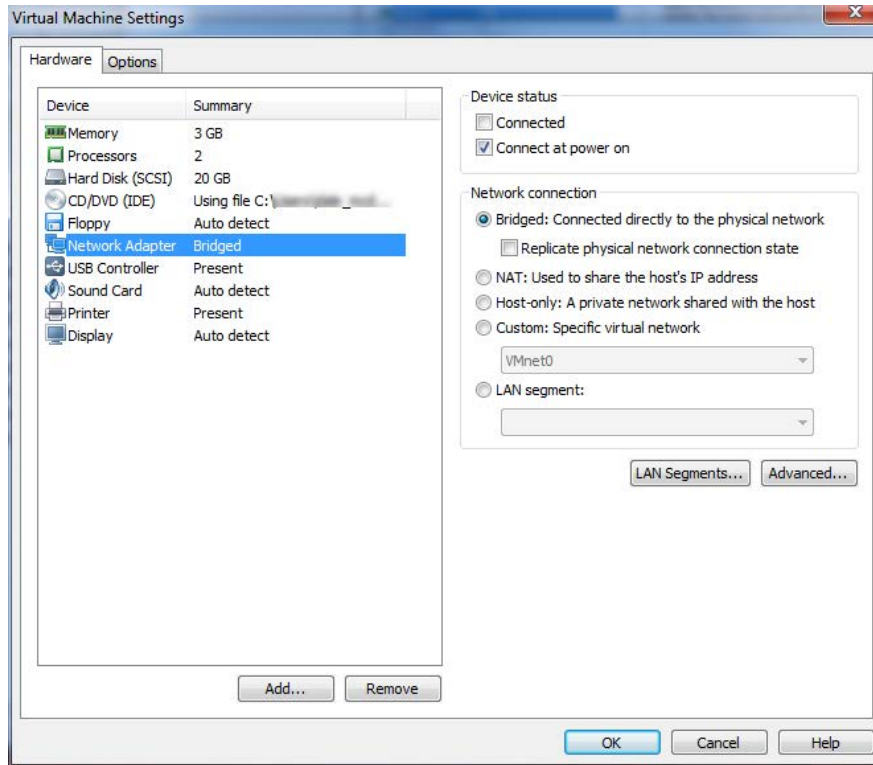 Virtual Machine Settings
Hardware Options
Device Summary
Memory 3 GB
Processors 2
Hard Disk (SCSI) 20 GB
CD/DVD (IDE) Using file C:\
Floppy Auto detect
Network Adapter Bridged
USB Controller Present
Sound Card Auto detect
Printer Present
Display Auto detect
Add... Remove
Device status
Connected
Connect at power on
Network connection
Bridged: Connected directly to the physical network
Replicate physical network connection state
NAT: Used to share the host's IP address
Host-only: A private network shared with the host
Custom: Specific virtual network
VMnet0
LAN segment:
LAN Segments... Advanced...
OK Cancel Help